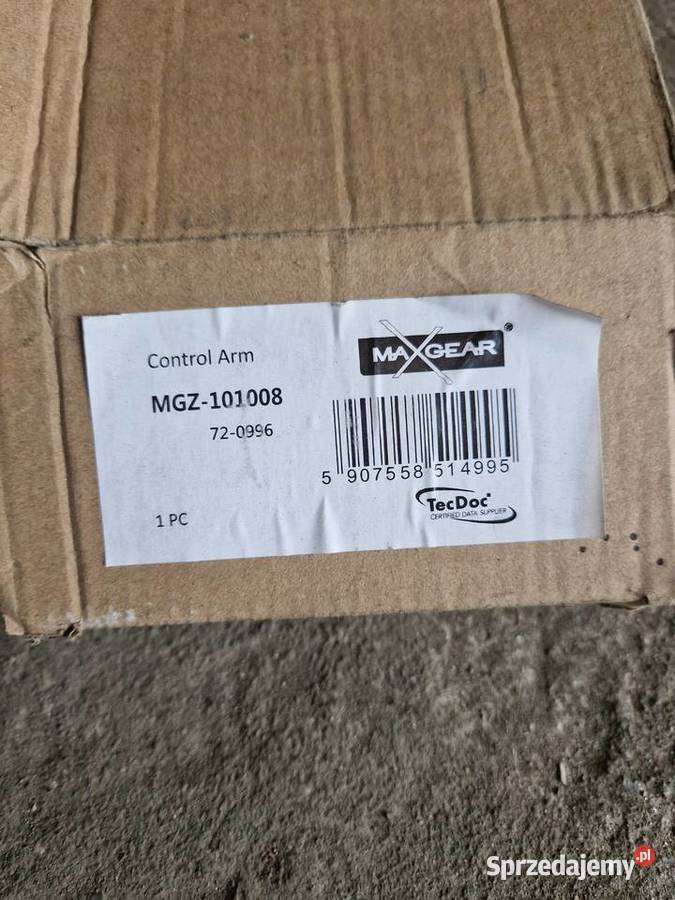 Control Arm
MAXGEAR®
MGZ-101008
72-0996
5 907558 514995
1 PC
TecDoc®
CERTIFIED DATA SUPPLIER
Sprzedajemy.pl